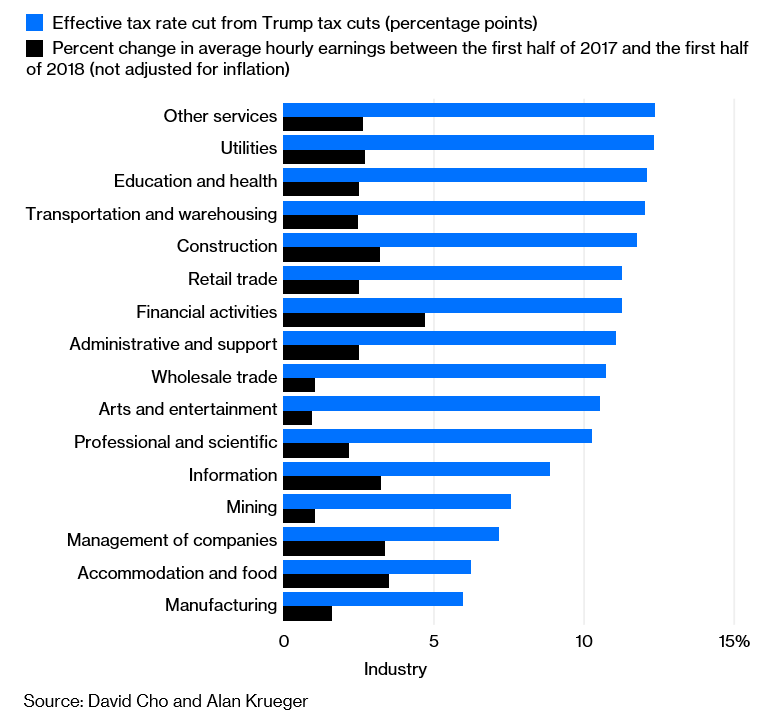 Effective tax rate cut from Trump tax cuts (percentage points)
Percent change in average hourly earnings between the first half of 2017 and the first half
of 2018 (not adjusted for inflation)
Other services
Utilities
Education and health
Transportation and warehousing
Construction
Retail trade
Financial activities
Administrative and support
Wholesale trade
Arts and entertainment
Professional and scientific
Information
Mining
Management of companies
Accommodation and food
Manufacturing
0 5 10 15%
Industry
Source: David Cho and Alan Krueger